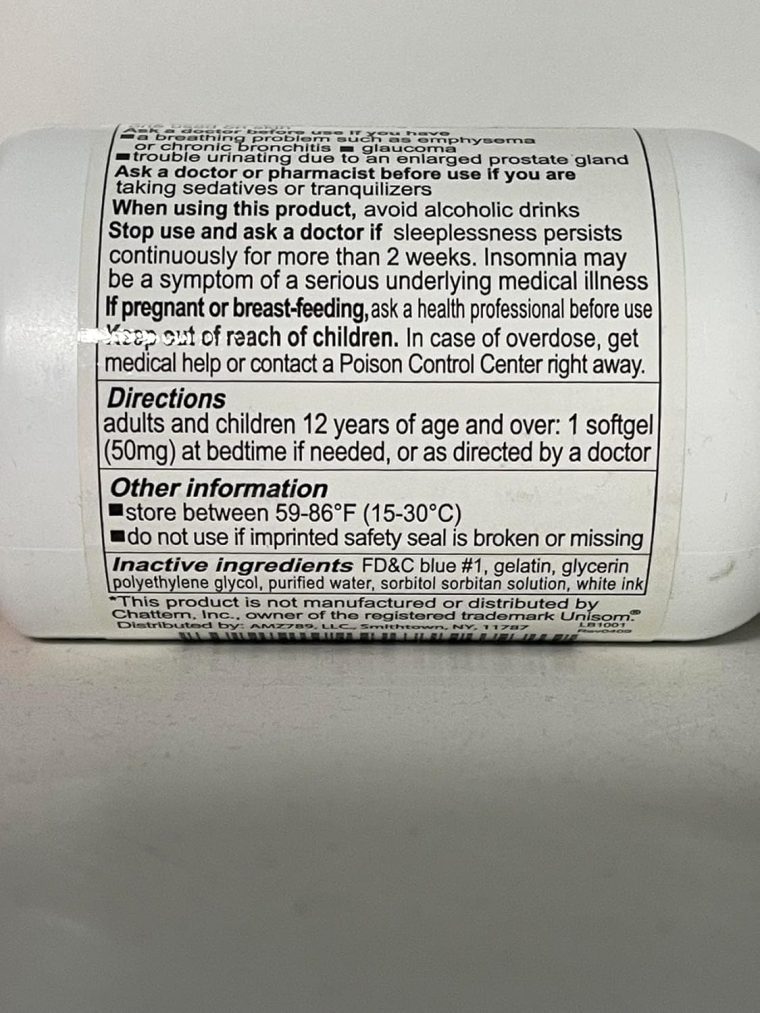 one used on skin
Ask a doctor before use if you have
■ a breathing problem such as emphysema
or chronic bronchitis ■ glaucoma
■ trouble urinating due to an enlarged prostate gland
Ask a doctor or pharmacist before use if you are
taking sedatives or tranquilizers
When using this product, avoid alcoholic drinks
Stop use and ask a doctor if sleeplessness persists
continuously for more than 2 weeks. Insomnia may
be a symptom of a serious underlying medical illness
If pregnant or breast-feeding, ask a health professional before use
Keep out of reach of children. In case of overdose, get
medical help or contact a Poison Control Center right away.
Directions
adults and children 12 years of age and over: 1 softgel
(50mg) at bedtime if needed, or as directed by a doctor
Other information
■ store between 59-86°F (15-30°C)
■ do not use if imprinted safety seal is broken or missing
Inactive ingredients FD&C blue #1, gelatin, glycerin
polyethylene glycol, purified water, sorbitol sorbitan solution, white ink
*This product is not manufactured or distributed by
Chattem, Inc., owner of the registered trademark Unisom.®
Distributed by: AMZ789, LLC, Smithtown, NY, 11787
LB1001